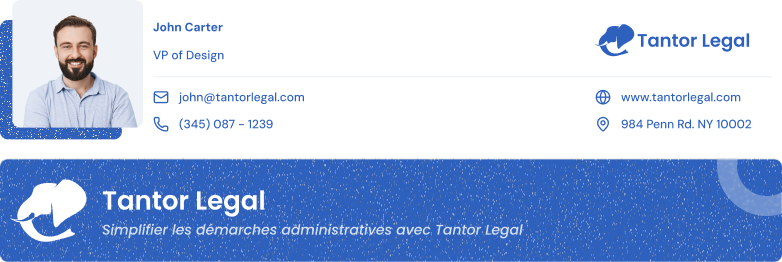 John Carter
VP of Design
Tantor Legal
john@tantorlegal.com
www.tantorlegal.com
(345) 087 - 1239
984 Penn Rd. NY 10002
Tantor Legal
Simplifier les démarches administratives avec Tantor Legal